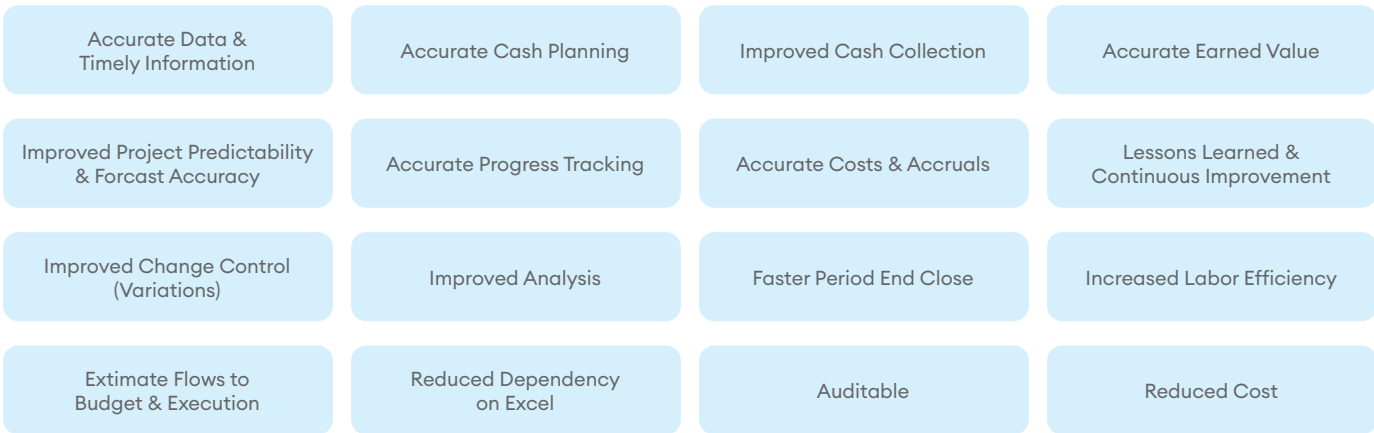 Accurate Data &
Timely Information
Accurate Cash Planning
Improved Cash Collection
Accurate Earned Value
Improved Project Predictability
& Forcast Accuracy
Accurate Progress Tracking
Accurate Costs & Accruals
Lessons Learned &
Continuous Improvement
Improved Change Control
(Variations)
Improved Analysis
Faster Period End Close
Increased Labor Efficiency
Extimate Flows to
Budget & Execution
Reduced Dependency
on Excel
Auditable
Reduced Cost